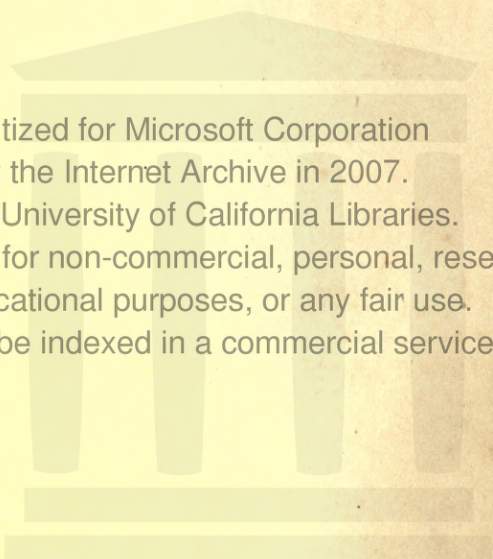 tized for Microsoft Corporation
the Internet Archive in 2007.
University of California Libraries.
for non-commercial, personal, rese
cational purposes, or any fair use.
be indexed in a commercial service